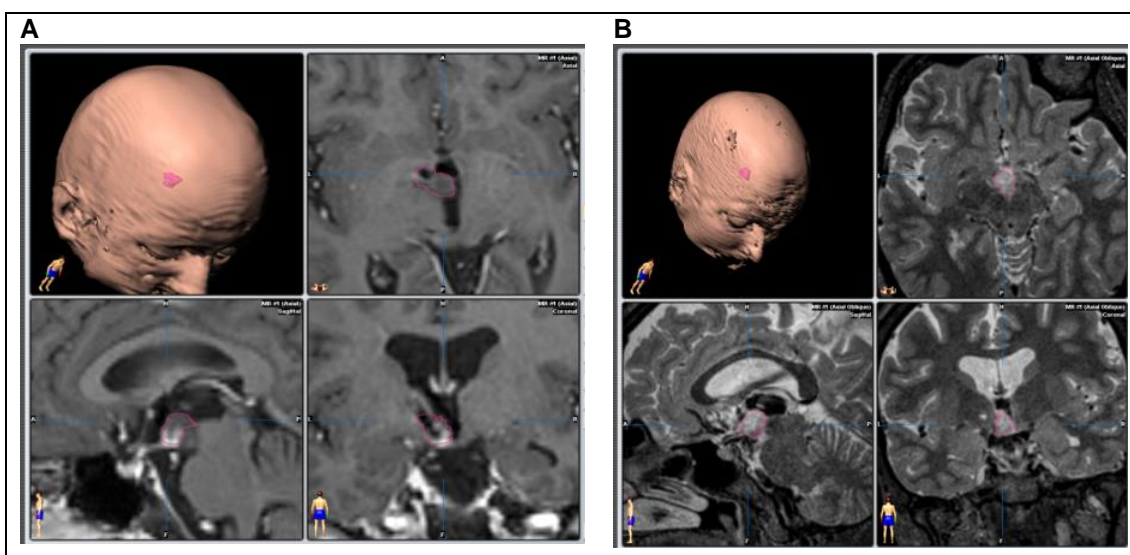 A
B
MR #1 (Axial)
Axial
A
L
R
P
MR #1 (Axial)
Sagittal
H
A
P
F
MR #1 (Axial)
Coronal
H
L
R
F
MR #1 (Axial Oblique)
Axial
A
L
R
P
MR #1 (Axial Oblique)
Sagittal
H
A
P
F
MR #1 (Axial Oblique)
Coronal
H
L
R
F